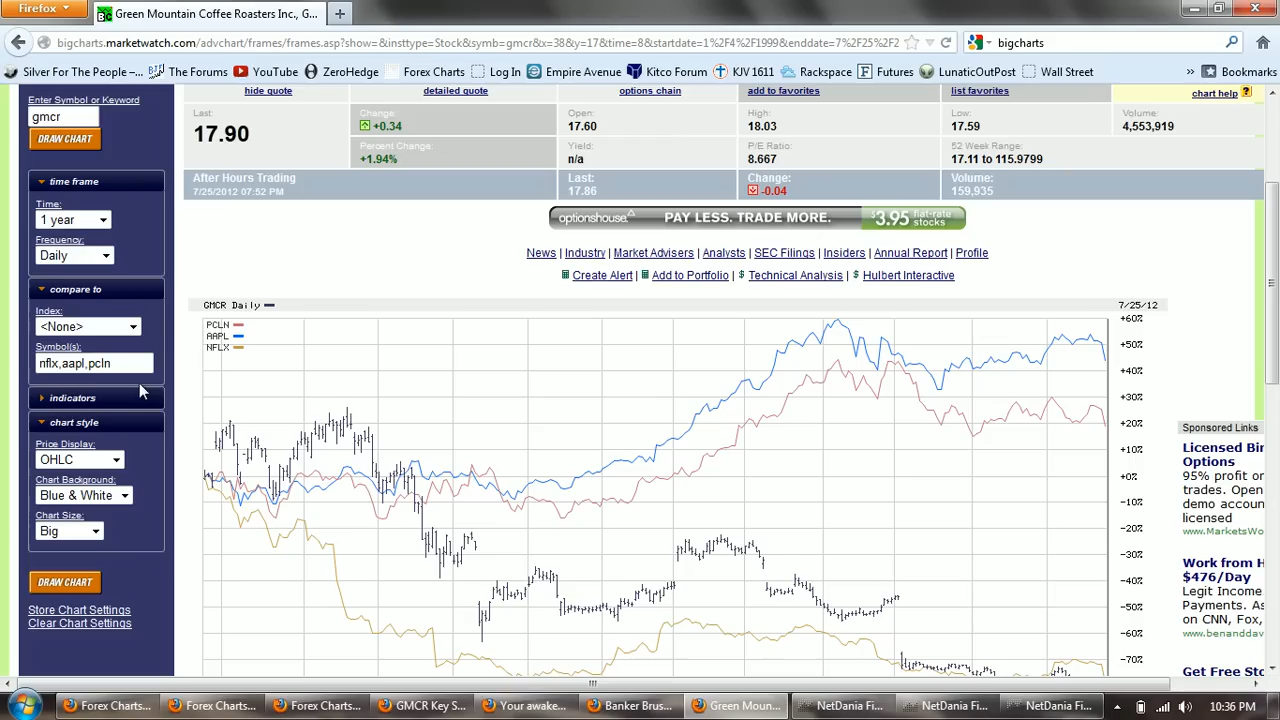 Firefox
Green Mountain Coffee Roasters Inc., G...
bigcharts.marketwatch.com/advchart/frames/frames.asp?show=&insttype=Stock&symb=gmcr&x=38&y=17&time=8&startdate=1%2F4%2F1999&enddate=7%2F25%2F2
bigcharts
Silver For The People –...
The Forums
YouTube
ZeroHedge
Forex Charts
Log In
Empire Avenue
Kitco Forum
KJV 1611
Rackspace
Futures
LunaticOutPost
Wall Street
»
Bookmarks
Enter Symbol or Keyword
gmcr
DRAW CHART
time frame
Time:
1 year
Frequency:
Daily
compare to
Index:
<None>
Symbol(s):
nflx,aapl,pcln
indicators
chart style
Price Display:
OHLC
Chart Background:
Blue & White
Chart Size:
Big
DRAW CHART
Store Chart Settings
Clear Chart Settings
hide quote
detailed quote
options chain
add to favorites
list favorites
chart help ?
Last:
17.90
Change:
+0.34
Percent Change:
+1.94%
Open:
17.60
Yield:
n/a
High:
18.03
P/E Ratio:
8.667
Low:
17.59
52 Week Range:
17.11 to 115.9799
Volume:
4,553,919
After Hours Trading
7/25/2012 07:52 PM
Last:
17.86
Change:
-0.04
Volume:
159,935
optionshouse
PAY LESS. TRADE MORE.
$3.95 flat-rate stocks
News | Industry | Market Advisers | Analysts | SEC Filings | Insiders | Annual Report | Profile
Create Alert | Add to Portfolio | $ Technical Analysis | $ Hulbert Interactive
GMCR Daily
7/25/12
PCLN
AAPL
NFLX
+60%
+50%
+40%
+30%
+20%
+10%
+0%
-10%
-20%
-30%
-40%
-50%
-60%
-70%
Sponsored Links
Licensed Bin
Options
95% profit or
trades. Open
demo accoun
licensed
www.MarketsWo
Work from H
$476/Day
Legit Income
Payments. As
on CNN, Fox,
www.benanddav
Get Free Sto
Forex Charts...
Forex Charts...
Forex Charts...
GMCR Key S...
Your awake...
Banker Brus...
Green Moun...
NetDania Fi...
NetDania Fi...
NetDania Fi...
10:36 PM